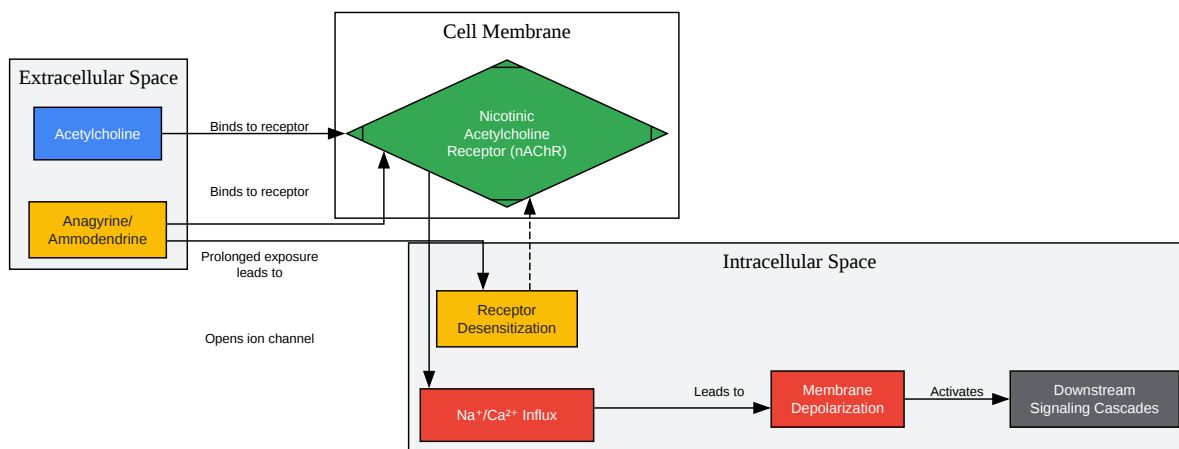 Cell Membrane
Extracellular Space
Acetylcholine
Binds to receptor
Nicotinic
Acetylcholine
Receptor (nAChR)
Binds to receptor
Anagyrine/
Ammodendrine
Prolonged exposure
leads to
Intracellular Space
Receptor
Desensitization
Opens ion channel
Na⁺/Ca²⁺ Influx
Leads to
Membrane
Depolarization
Activates
Downstream
Signaling Cascades